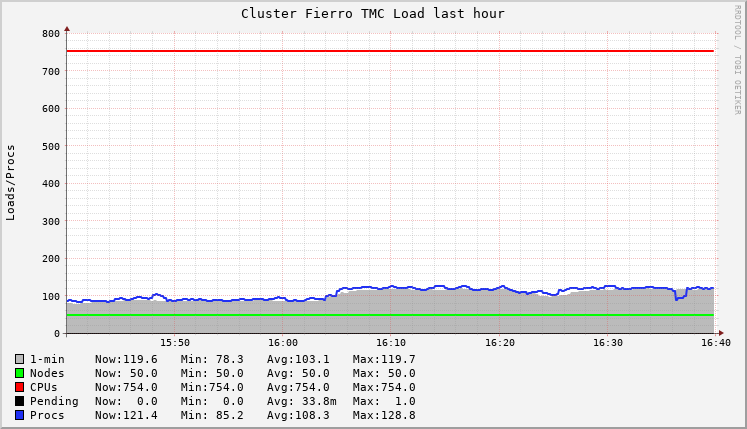 Cluster Fierro TMC Load last hour
RRDTOOL / TOBI OETIKER
Loads/Procs
800
700
600
500
400
300
200
100
0
15:50 16:00 16:10 16:20 16:30 16:40
1-min Now:119.6 Min: 78.3 Avg:103.1 Max:119.7
Nodes Now: 50.0 Min: 50.0 Avg: 50.0 Max: 50.0
CPUs Now:754.0 Min:754.0 Avg:754.0 Max:754.0
Pending Now: 0.0 Min: 0.0 Avg: 33.8m Max: 1.0
Procs Now:121.4 Min: 85.2 Avg:108.3 Max:128.8